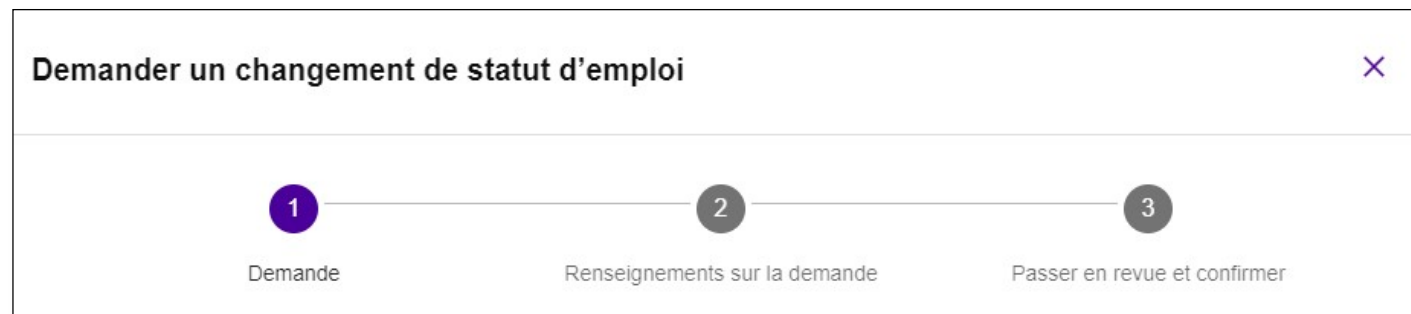 Demander un changement de statut d’emploi
1 2 3
Demande Renseignements sur la demande Passer en revue et confirmer